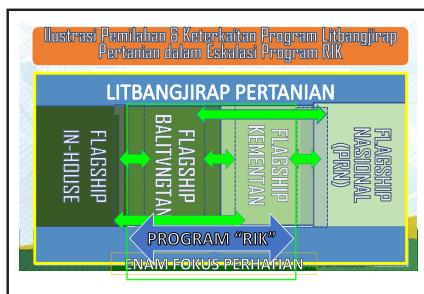 Ilustrasi Pemilahan & Keterkaitan Program Litbangjirap
Pertanian dalam Eskalasi Program RIK
LITBANGJIRAP PERTANIAN
FLAGSHIP
IN-HOUSE
FLAGSHIP
BALITVNGTAN
FLAGSHIP
KEMENTAN
FLAGSHIP
NASIONAL
(PRN)
PROGRAM “RIK”
ENAM FOKUS PERHATIAN